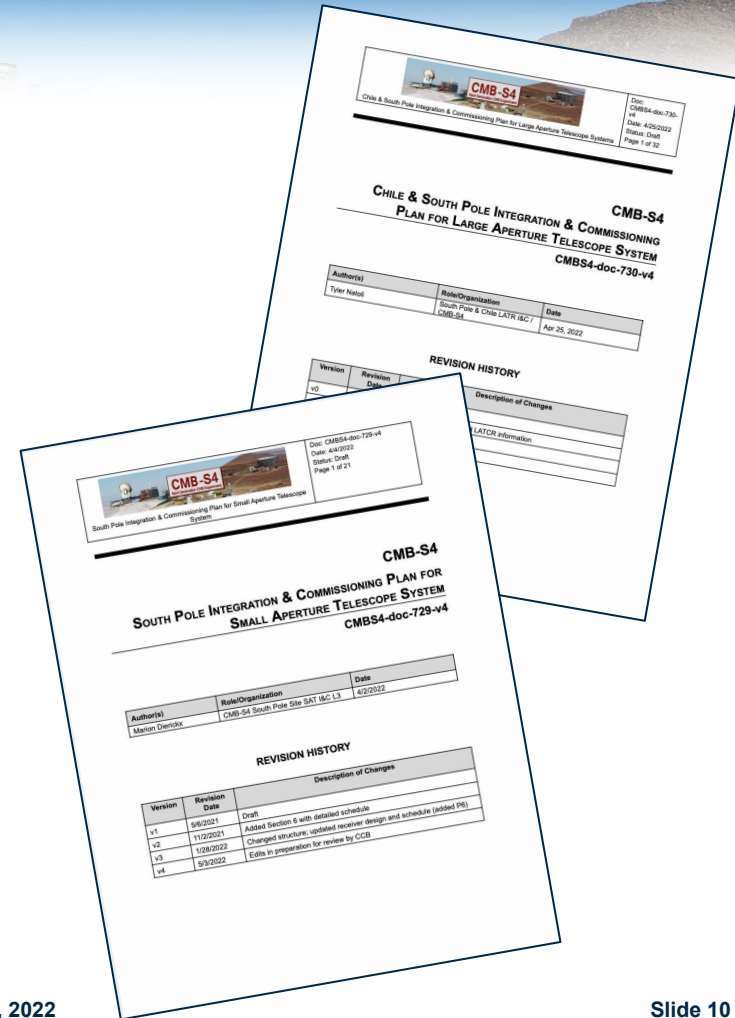 CMB-S4
Next Generation CMB Experiment
Chile & South Pole Integration & Commissioning Plan for Large Aperture Telescope Systems
Doc:
CMBS4-doc-730-
v4
Date: 4/25/2022
Status: Draft
Page 1 of 32
CMB-S4
CHILE & SOUTH POLE INTEGRATION & COMMISSIONING
PLAN FOR LARGE APERTURE TELESCOPE SYSTEM
CMBS4-doc-730-v4
Author(s) Role/Organization Date
Tyler Natoli South Pole & Chile LATR I&C / Apr 25, 2022
CMB-S4
REVISION HISTORY
Version Revision Description of Changes
Date
v0
LATCR information
CMB-S4
Next Generation CMB Experiment
South Pole Integration & Commissioning Plan for Small Aperture Telescope
System
Doc: CMBS4-doc-729-v4
Date: 4/4/2022
Status: Draft
Page 1 of 21
CMB-S4
SOUTH POLE INTEGRATION & COMMISSIONING PLAN FOR
SMALL APERTURE TELESCOPE SYSTEM
CMBS4-doc-729-v4
Author(s) Role/Organization Date
Marion Dierickx CMB-S4 South Pole Site SAT I&C L3 4/2/2022
REVISION HISTORY
Version Revision Description of Changes
Date
v1 5/6/2021 Draft
v2 11/2/2021 Added Section 6 with detailed schedule
v3 1/28/2022 Changed structure; updated receiver design and schedule (added P6)
v4 5/3/2022 Edits in preparation for review by CCB
, 2022
Slide 10